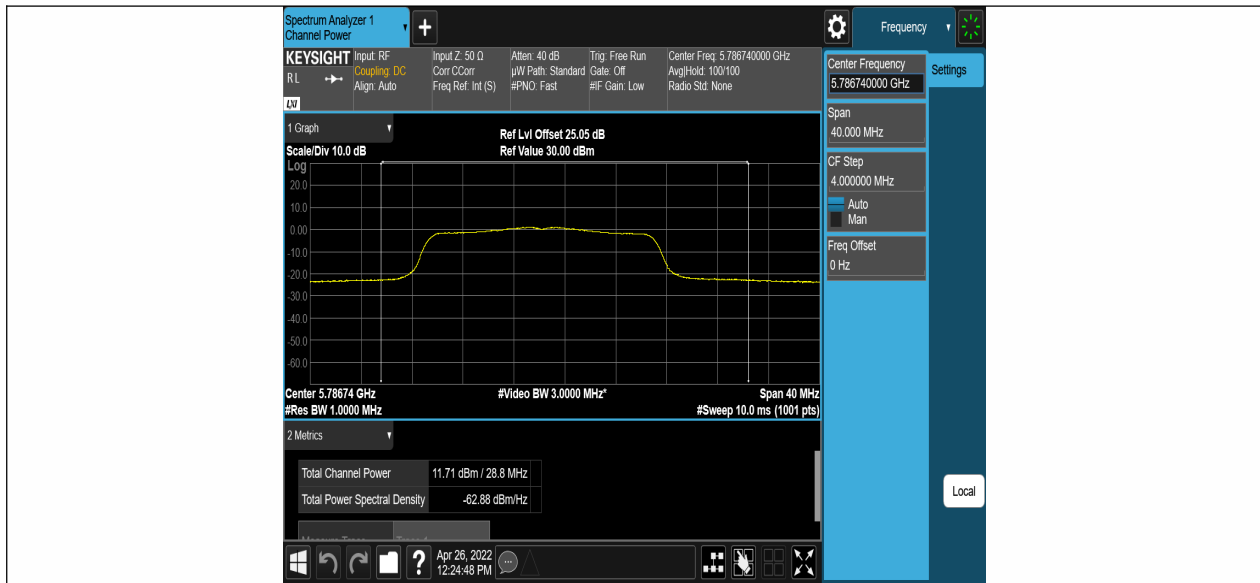 Spectrum Analyzer 1
Channel Power
+
Frequency
KEYSIGHT
RL
LXI
Input: RF
Coupling: DC
Align: Auto
Input Z: 50 Ω
Corr CCorr
Freq Ref: Int (S)
Atten: 40 dB
µW Path: Standard
#PNO: Fast
Trig: Free Run
Gate: Off
#IF Gain: Low
Center Freq: 5.786740000 GHz
Avg|Hold: 100/100
Radio Std: None
Center Frequency
5.786740000 GHz
Settings
Span
40.000 MHz
CF Step
4.000000 MHz
Auto
Man
Freq Offset
0 Hz
Local
1 Graph
Scale/Div 10.0 dB
Ref Lvl Offset 25.05 dB
Ref Value 30.00 dBm
Log
20.0
10.0
0.00
-10.0
-20.0
-30.0
-40.0
-50.0
-60.0
Center 5.78674 GHz
#Video BW 3.0000 MHz*
Span 40 MHz
#Res BW 1.0000 MHz
#Sweep 10.0 ms (1001 pts)
2 Metrics
Total Channel Power 11.71 dBm / 28.8 MHz
Total Power Spectral Density -62.88 dBm/Hz
?
Apr 26, 2022
12:24:48 PM